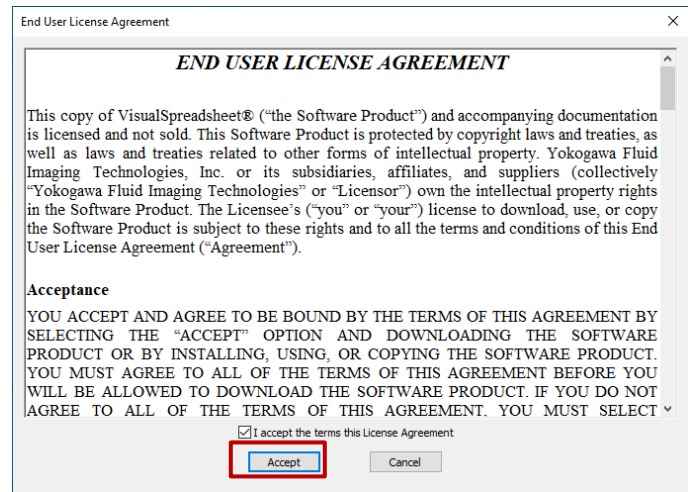 End User License Agreement
END USER LICENSE AGREEMENT
This copy of VisualSpreadsheet® (“the Software Product”) and accompanying documentation
is licensed and not sold. This Software Product is protected by copyright laws and treaties, as
well as laws and treaties related to other forms of intellectual property. Yokogawa Fluid
Imaging Technologies, Inc. or its subsidiaries, affiliates, and suppliers (collectively
“Yokogawa Fluid Imaging Technologies” or “Licensor”) own the intellectual property rights
in the Software Product. The Licensee’s (“you” or “your”) license to download, use, or copy
the Software Product is subject to these rights and to all the terms and conditions of this End
User License Agreement (“Agreement”).
Acceptance
YOU ACCEPT AND AGREE TO BE BOUND BY THE TERMS OF THIS AGREEMENT BY
SELECTING THE “ACCEPT” OPTION AND DOWNLOADING THE SOFTWARE
PRODUCT OR BY INSTALLING, USING, OR COPYING THE SOFTWARE PRODUCT.
YOU MUST AGREE TO ALL OF THE TERMS OF THIS AGREEMENT BEFORE YOU
WILL BE ALLOWED TO DOWNLOAD THE SOFTWARE PRODUCT. IF YOU DO NOT
AGREE TO ALL OF THE TERMS OF THIS AGREEMENT, YOU MUST SELECT
I accept the terms this License Agreement
Accept
Cancel